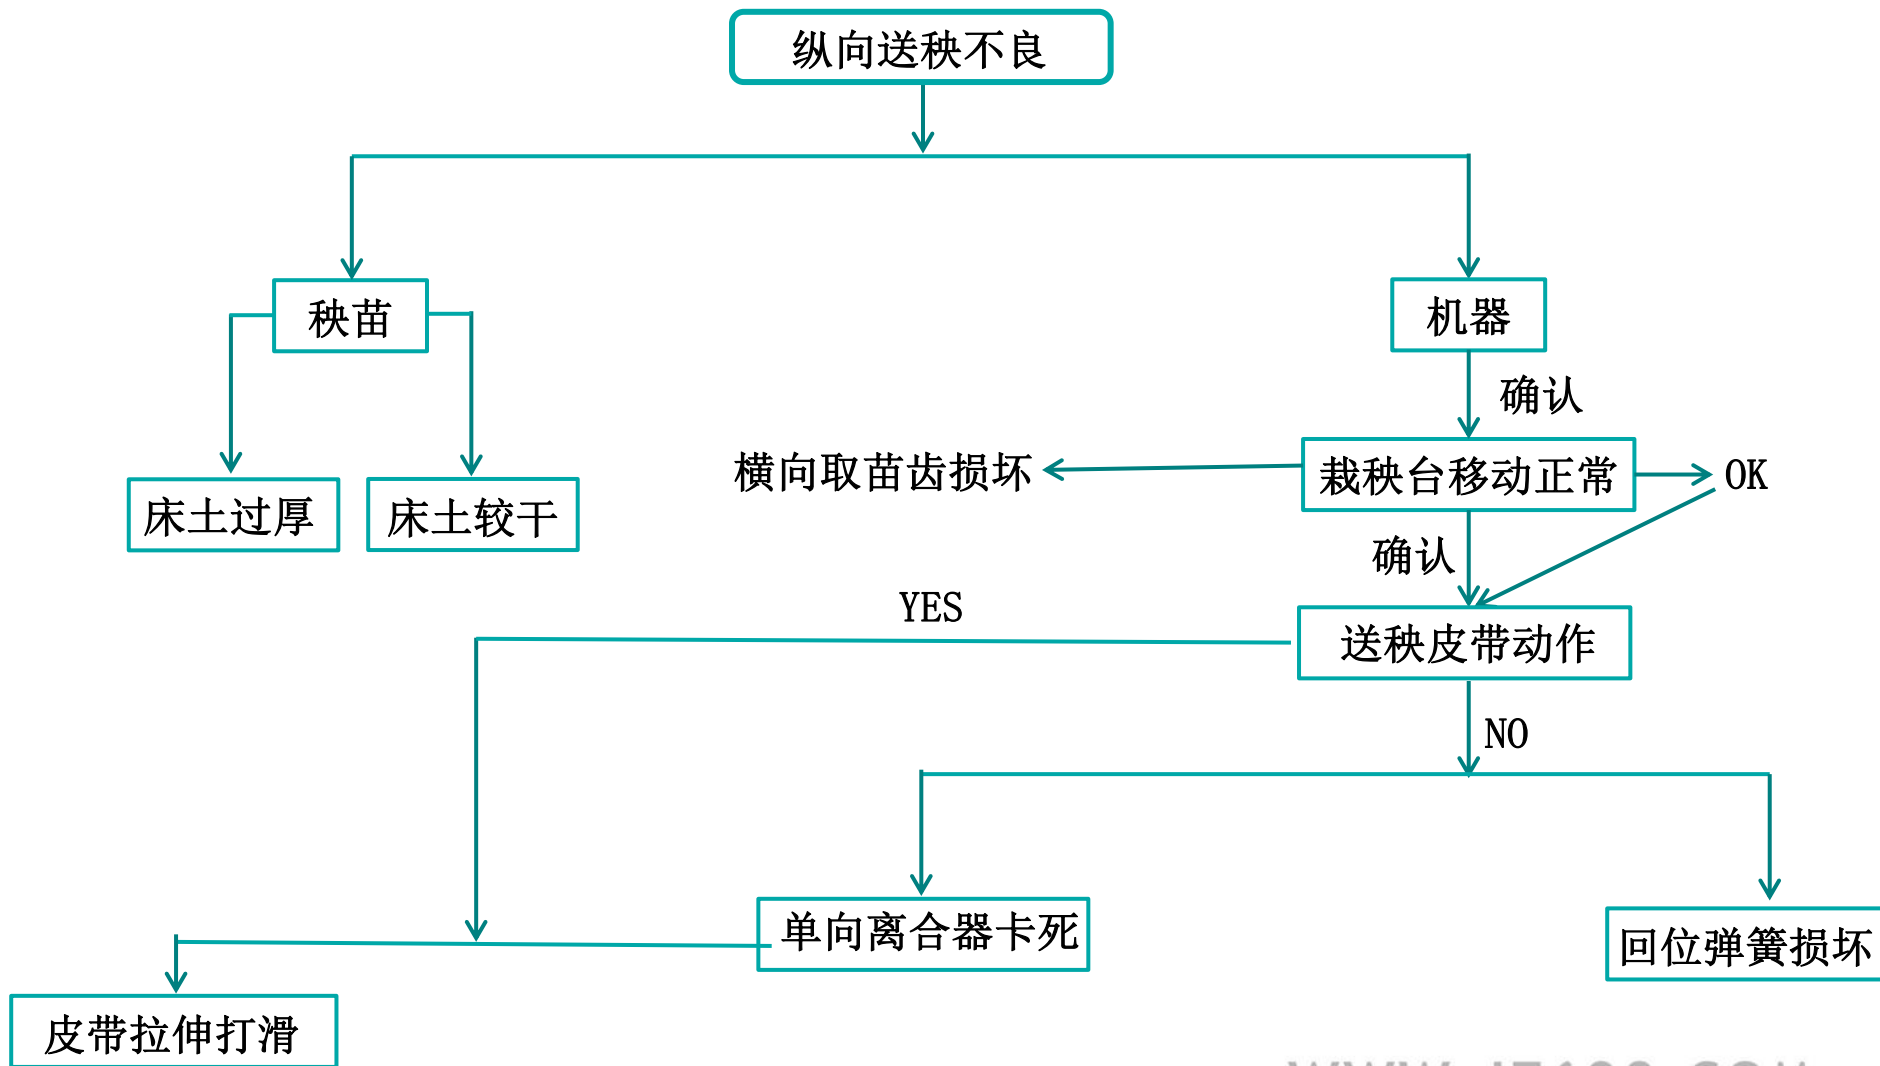 纵向送秧不良
秧苗
机器
确认
横向取苗齿损坏
栽秧台移动正常
OK
床土过厚
床土较干
确认
YES
送秧皮带动作
NO
单向离合器卡死
回位弹簧损坏
皮带拉伸打滑